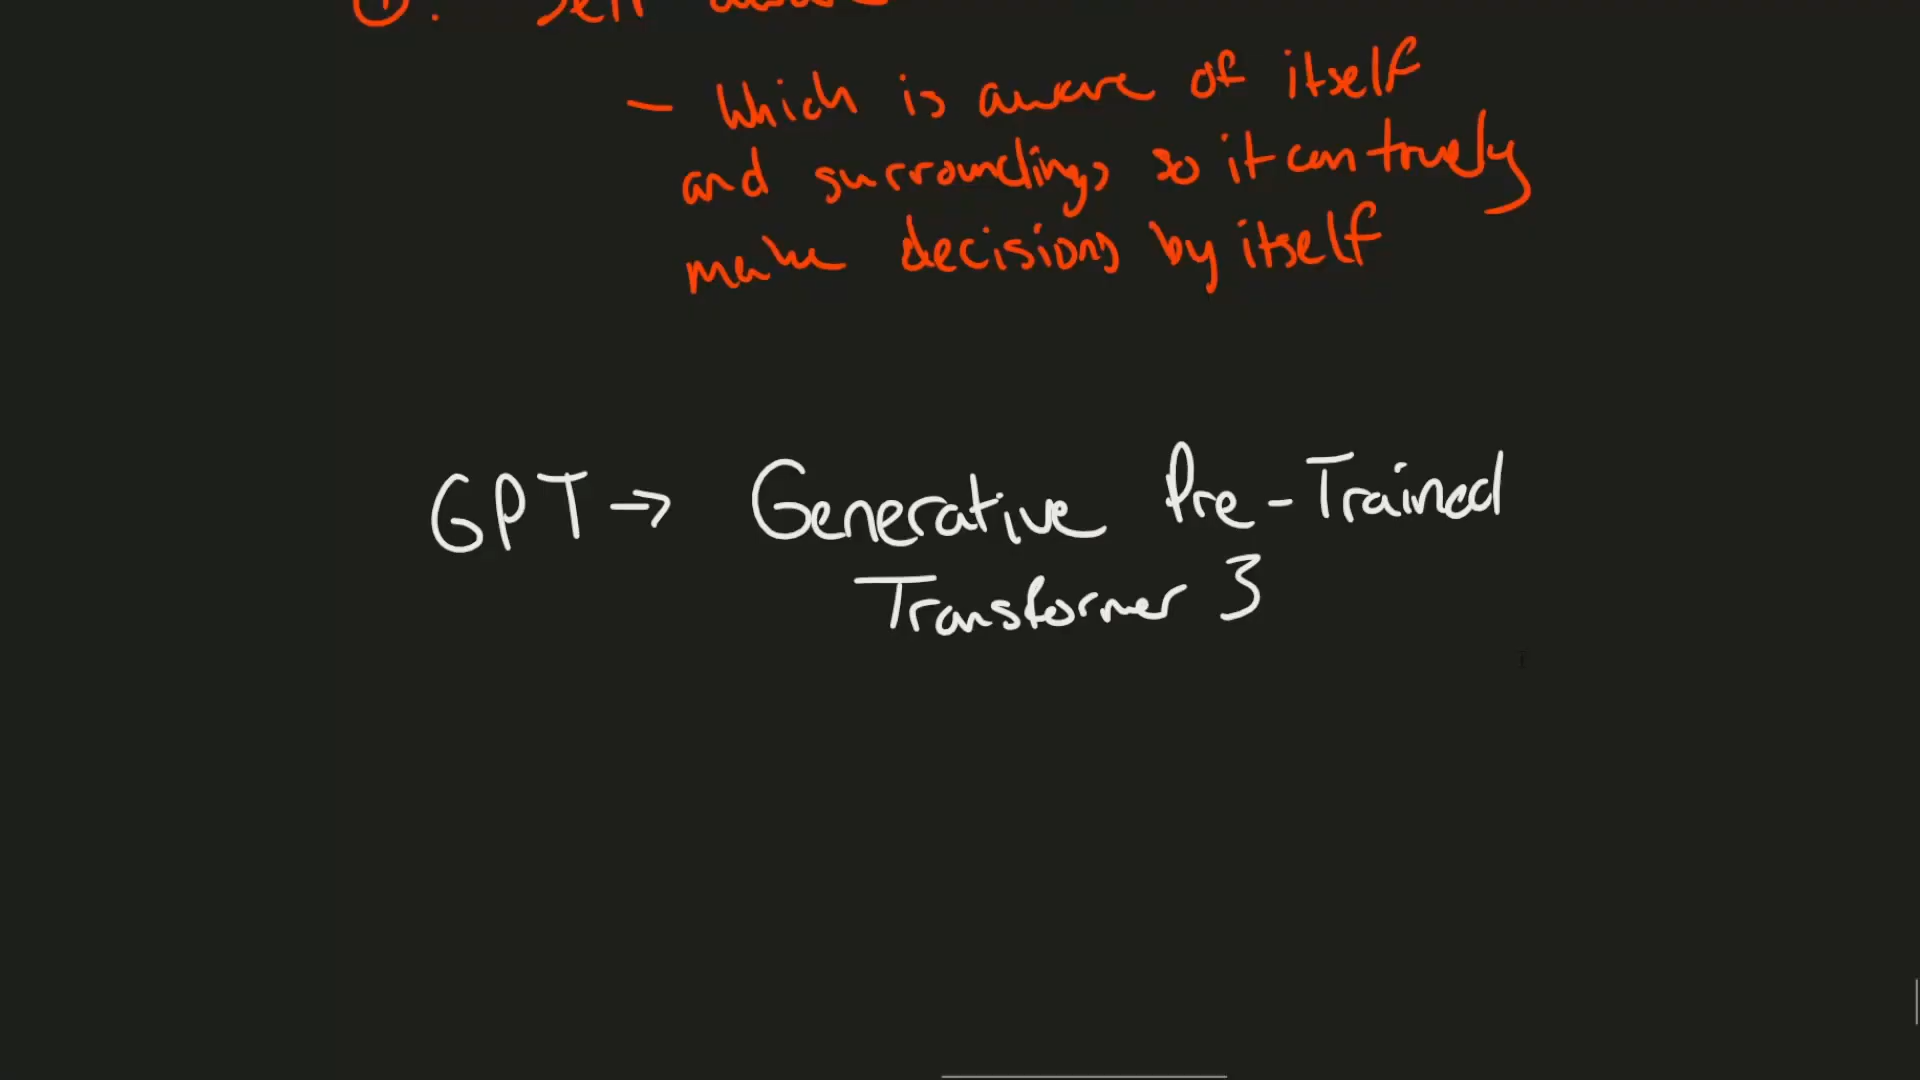 Self
- Which is aware of itself
and surroundings so it can truely
make decisions by itself
GPT → Generative Pre-Trained
Transformer 3